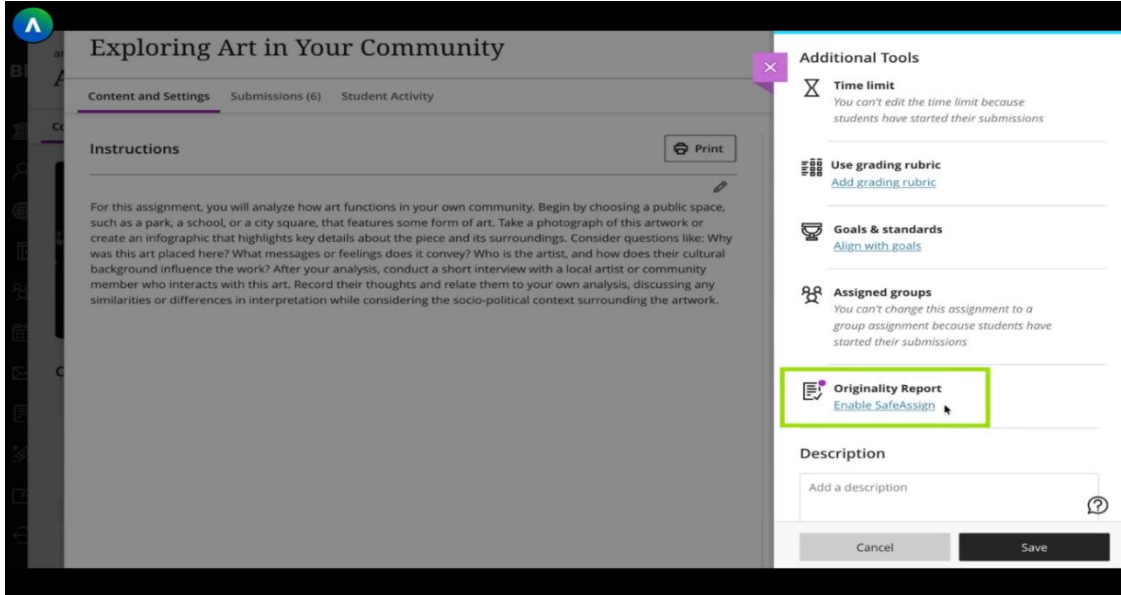 Exploring Art in Your Community
Content and Settings
Submissions (6)
Student Activity
Instructions
Print
For this assignment, you will analyze how art functions in your own community. Begin by choosing a public space,
such as a park, a school, or a city square, that features some form of art. Take a photograph of this artwork or
create an infographic that highlights key details about the piece and its surroundings. Consider questions like: Why
was this art placed here? What messages or feelings does it convey? Who is the artist, and how does their cultural
background influence the work? After your analysis, conduct a short interview with a local artist or community
member who interacts with this art. Record their thoughts and relate them to your own analysis, discussing any
similarities or differences in interpretation while considering the socio-political context surrounding the artwork.
Additional Tools
Time limit
You can't edit the time limit because
students have started their submissions
Use grading rubric
Add grading rubric
Goals & standards
Align with goals
Assigned groups
You can't change this assignment to a
group assignment because students have
started their submissions
Originality Report
Enable SafeAssign
Description
Add a description
Cancel
Save